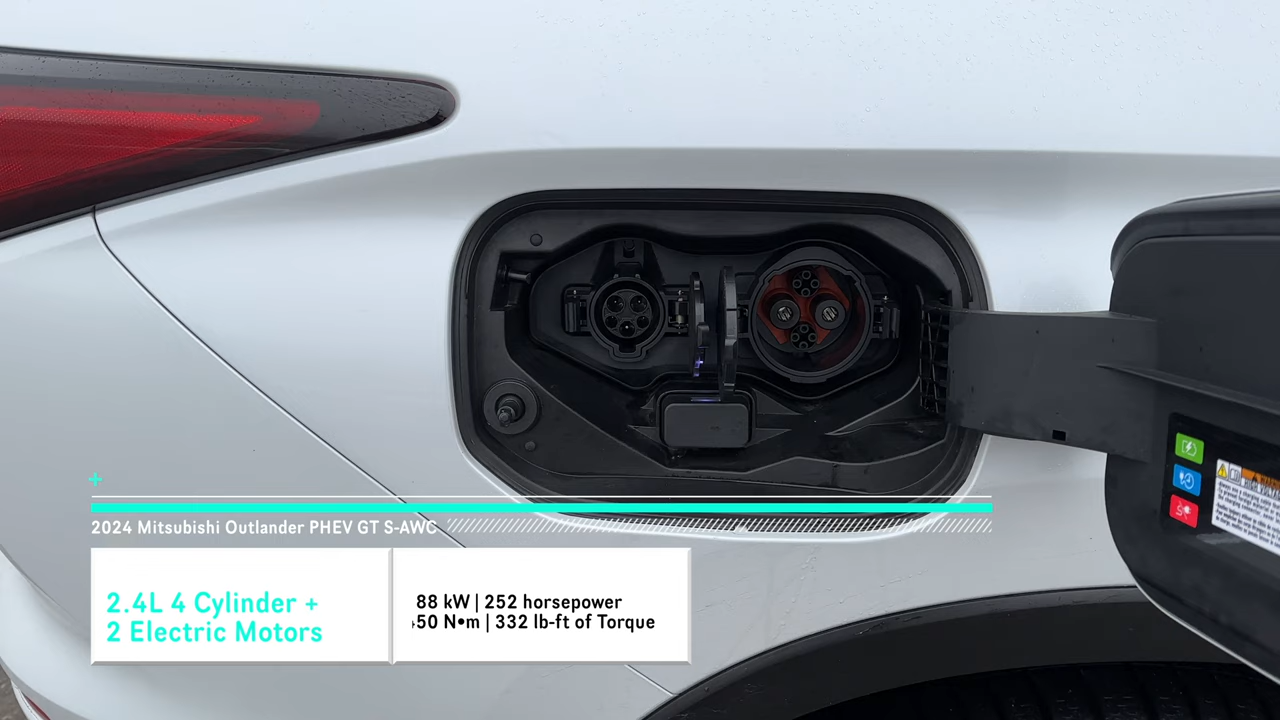 2024 Mitsubishi Outlander PHEV GT S-AWC
2.4L 4 Cylinder +
2 Electric Motors
88 kW | 252 horsepower
50 N•m | 332 lb-ft of Torque